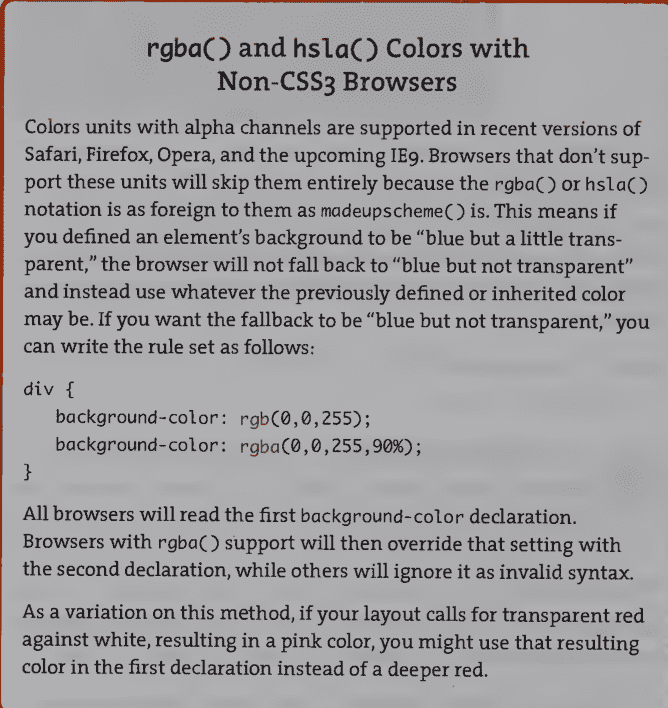 rgba() and hsla() Colors with
Non-CSS3 Browsers
Colors units with alpha channels are supported in recent versions of
Safari, Firefox, Opera, and the upcoming IE9. Browsers that don’t sup-
port these units will skip them entirely because the rgba() or hsla()
notation is as foreign to them as madeupscheme() is. This means if
you defined an element’s background to be “blue but a little trans-
parent,” the browser will not fall back to “blue but not transparent”
and instead use whatever the previously defined or inherited color
may be. If you want the fallback to be “blue but not transparent,” you
can write the rule set as follows:
div {
    background-color: rgb(0,0,255);
    background-color: rgba(0,0,255,90%);
}
All browsers will read the first background-color declaration.
Browsers with rgba() support will then override that setting with
the second declaration, while others will ignore it as invalid syntax.
As a variation on this method, if your layout calls for transparent red
against white, resulting in a pink color, you might use that resulting
color in the first declaration instead of a deeper red.